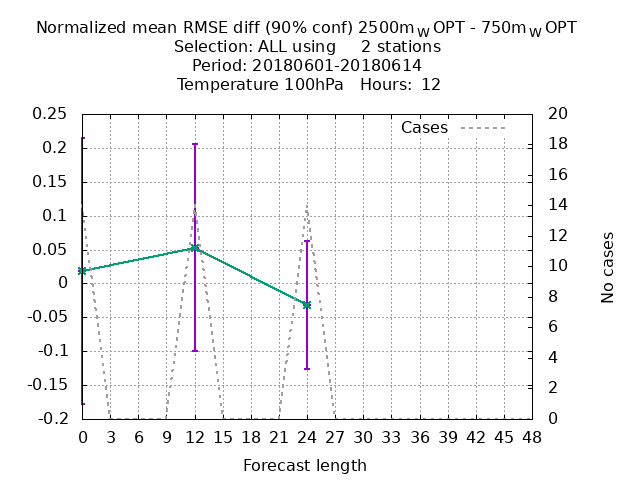 Normalized mean RMSE diff (90% conf) 2500m_W OPT - 750m_W OPT
Selection: ALL using 2 stations
Period: 20180601-20180614
Temperature 100hPa Hours: 12
Cases
0.25
0.2
0.15
0.1
0.05
0
-0.05
-0.1
-0.15
-0.2
20
18
16
14
12
10
8
6
4
2
0
No cases
0 3 6 9 12 15 18 21 24 27 30 33 36 39 42 45 48
Forecast length